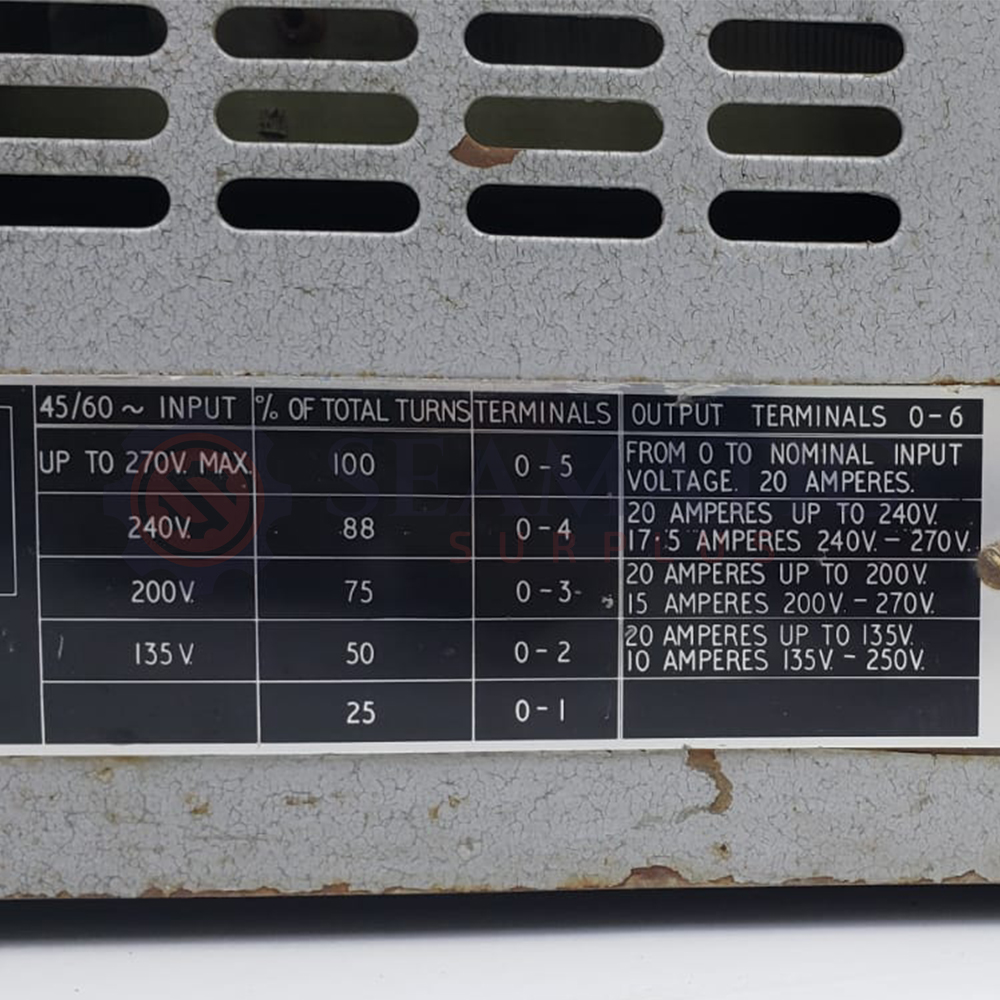 45/60 ~ INPUT % OF TOTAL TURNS TERMINALS OUTPUT TERMINALS 0-6
UP TO 270V. MAX. 100 0-5 FROM 0 TO NOMINAL INPUT
VOLTAGE. 20 AMPERES.
240V. 88 0-4 20 AMPERES UP TO 240V.
17·5 AMPERES 240V.-270V.
200V. 75 0-3 20 AMPERES UP TO 200V.
15 AMPERES 200V.-270V.
135V. 50 0-2 20 AMPERES UP TO 135V.
10 AMPERES 135V.-250V.
25 0-1
SURPLUS